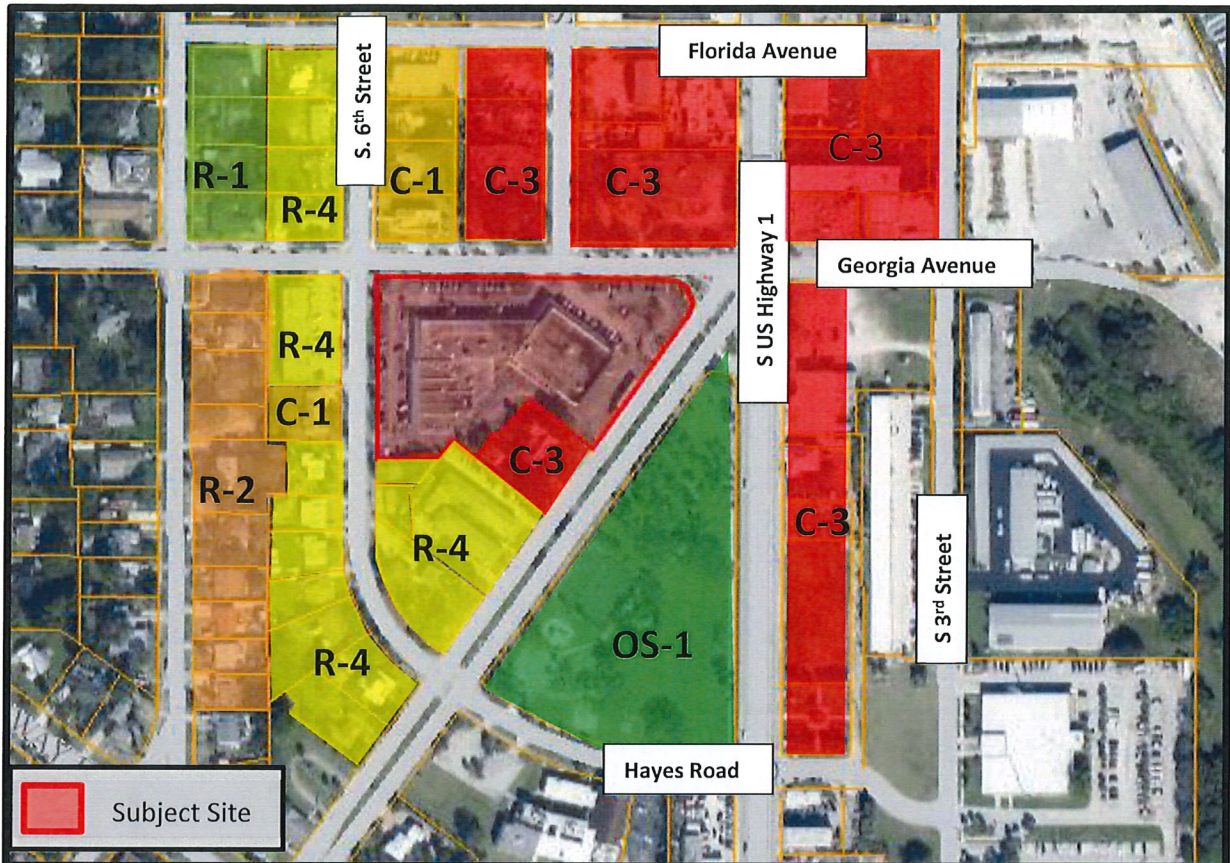 Florida Avenue
S. 6th Street
R-1
R-4
C-1
C-3
C-3
C-3
Georgia Avenue
S US Highway 1
R-4
C-1
C-3
R-2
R-4
C-3
S 3rd Street
OS-1
R-4
Hayes Road
Subject Site